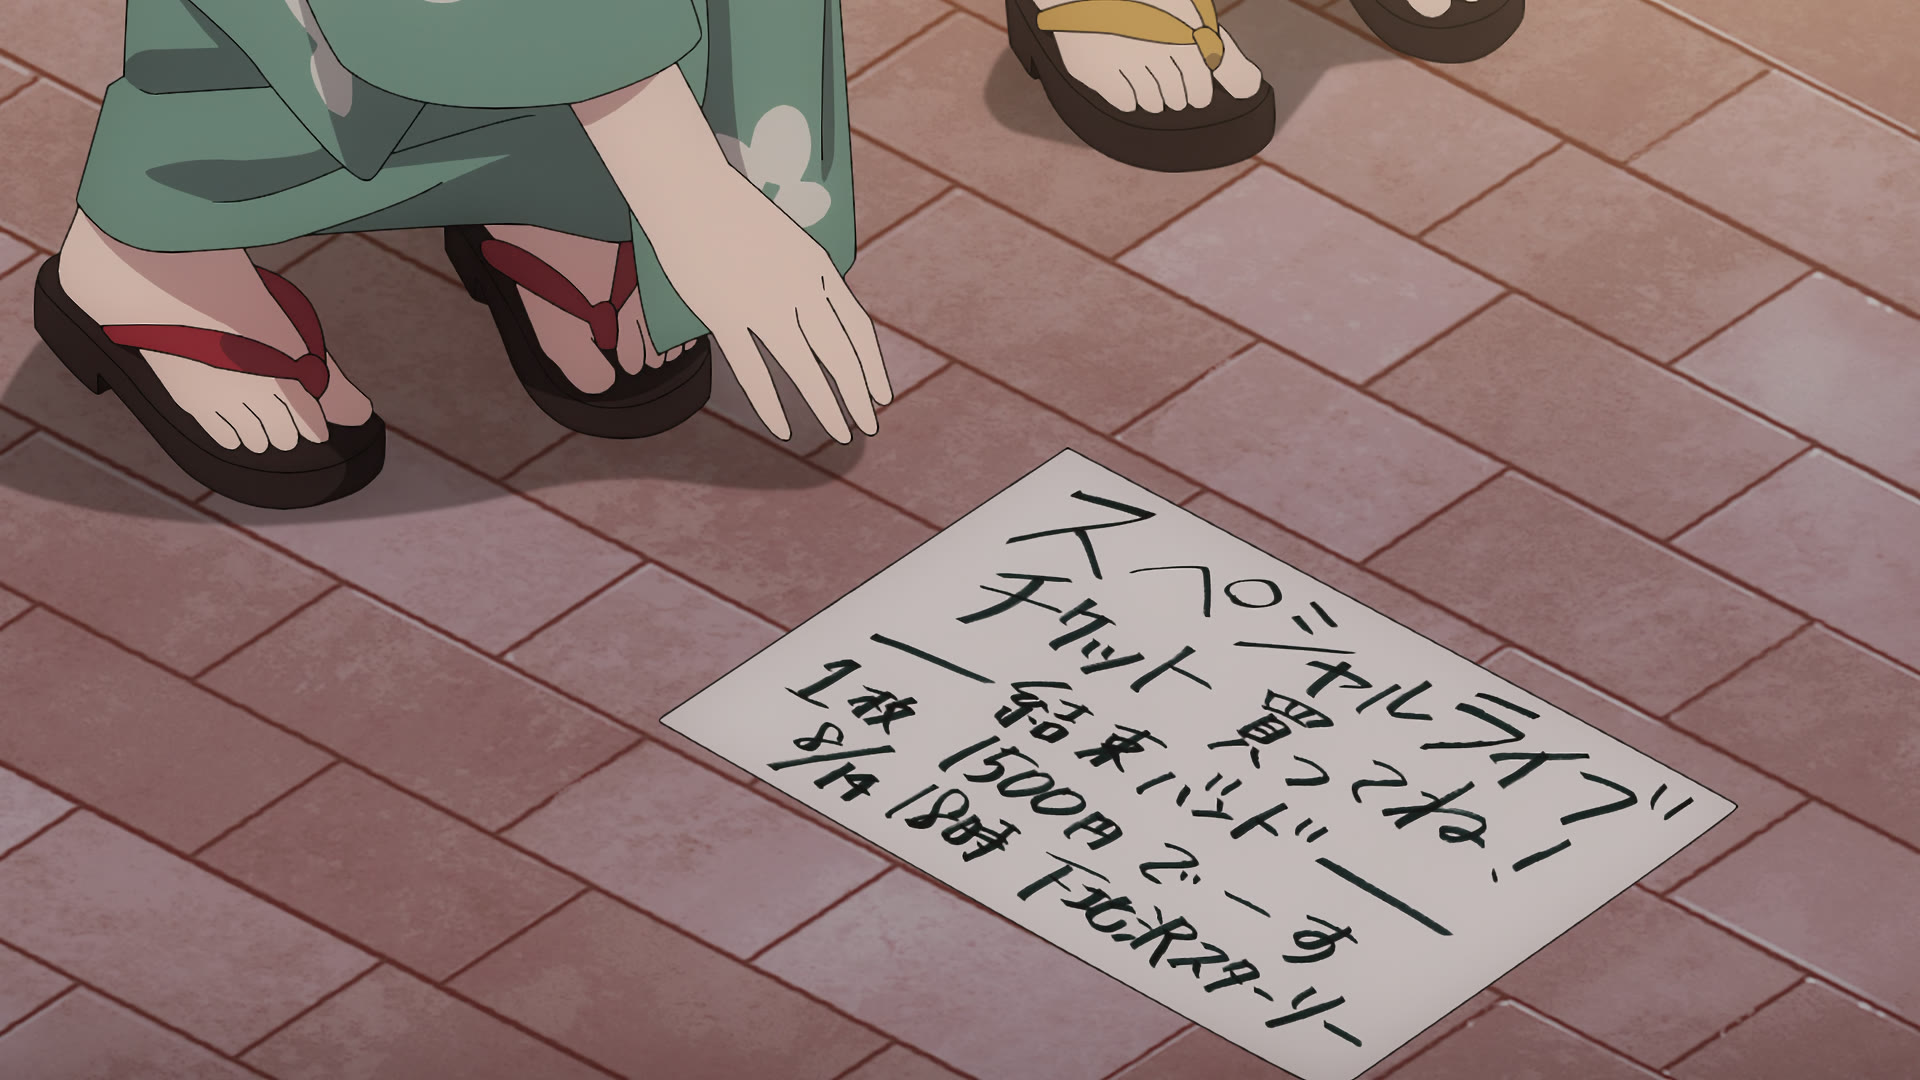 スペシャルライブ
チケット 買ってね!
― 結束バンド ―
1枚 1500円でーす
8/14 18時 下北沢スターリー